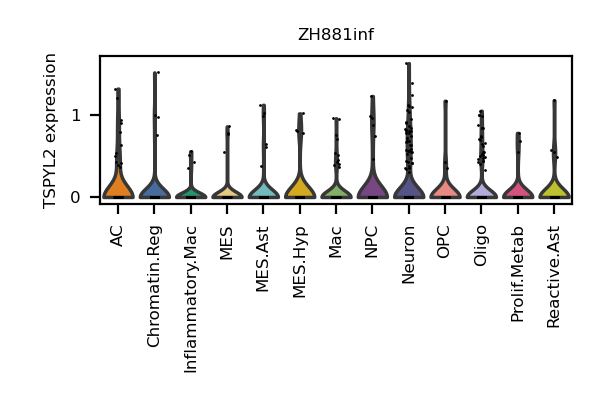 ZH881inf
TSPYL2 expression
1
0
AC
Chromatin.Reg
Inflammatory.Mac
MES
MES.Ast
MES.Hyp
Mac
NPC
Neuron
OPC
Oligo
Prolif.Metab
Reactive.Ast